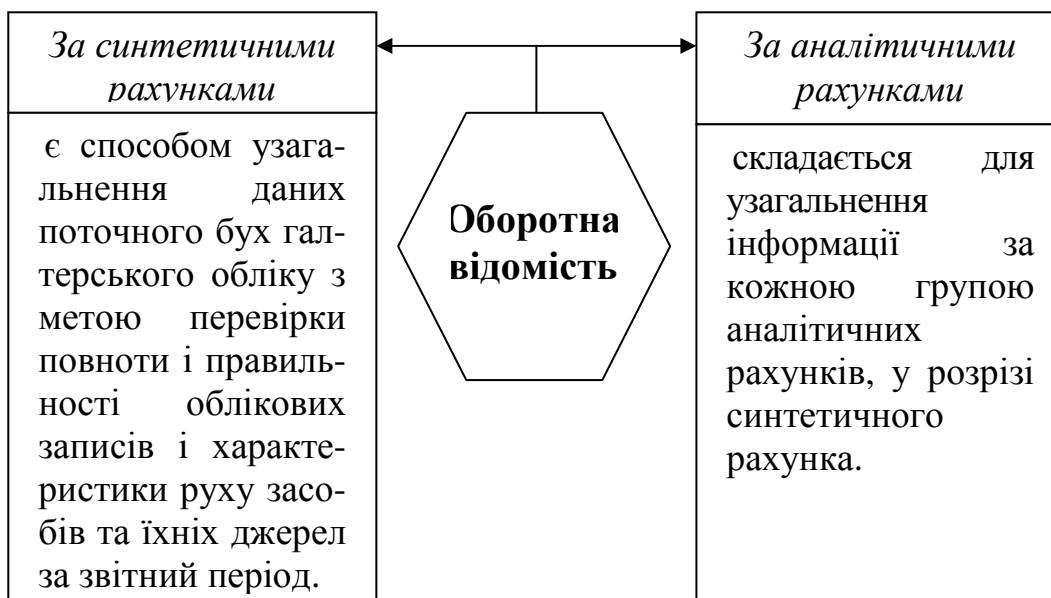 За синтетичними
рахунками
є способом узага-
льнення даних
поточного бух гал-
терського обліку з
метою перевірки
повноти і правиль-
ності облікових
записів і характе-
ристики руху засо-
бів та їхніх джерел
за звітний період.
Оборотна
відомість
За аналітичними
рахунками
складається для
узагальнення
інформації за
кожною групою
аналітичних
рахунків, у розрізі
синтетичного
рахунка.